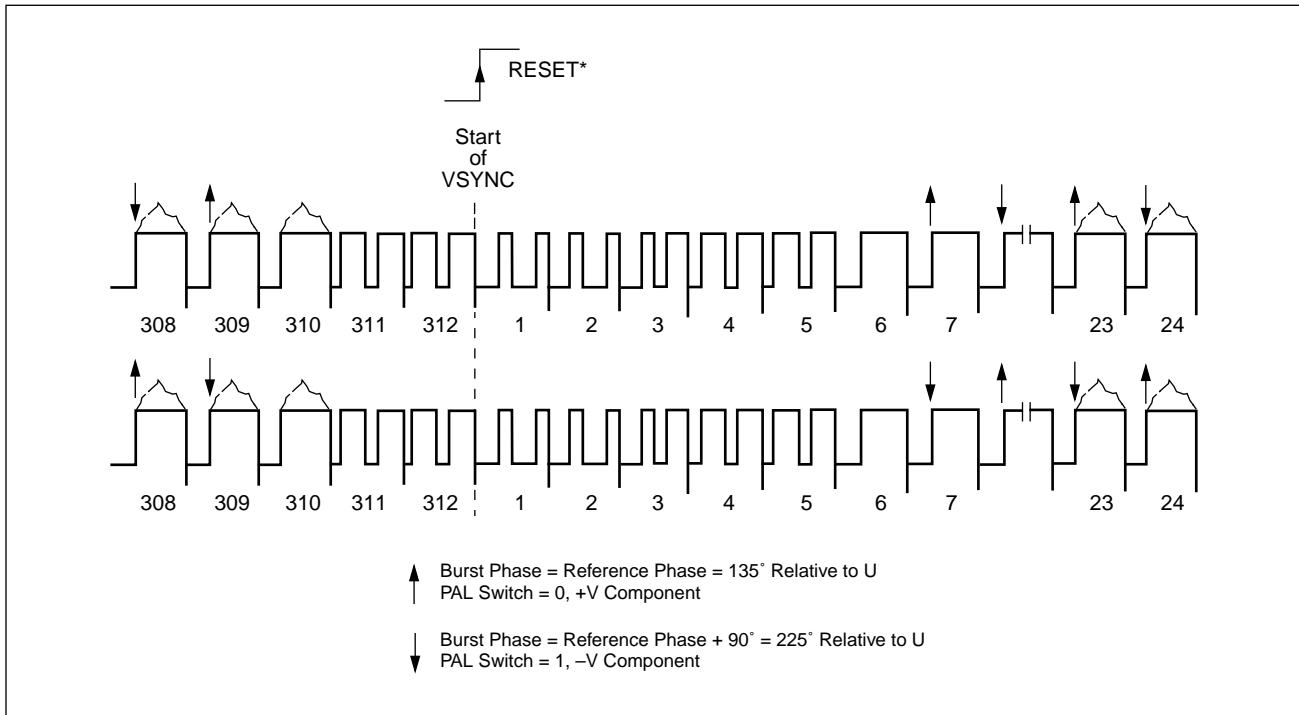 RESET*
Start
of
VSYNC
308 309 310 311 312 1 2 3 4 5 6 7 23 24
308 309 310 311 312 1 2 3 4 5 6 7 23 24
Burst Phase = Reference Phase = 135˚ Relative to U
PAL Switch = 0, +V Component
Burst Phase = Reference Phase + 90˚ = 225˚ Relative to U
PAL Switch = 1, –V Component